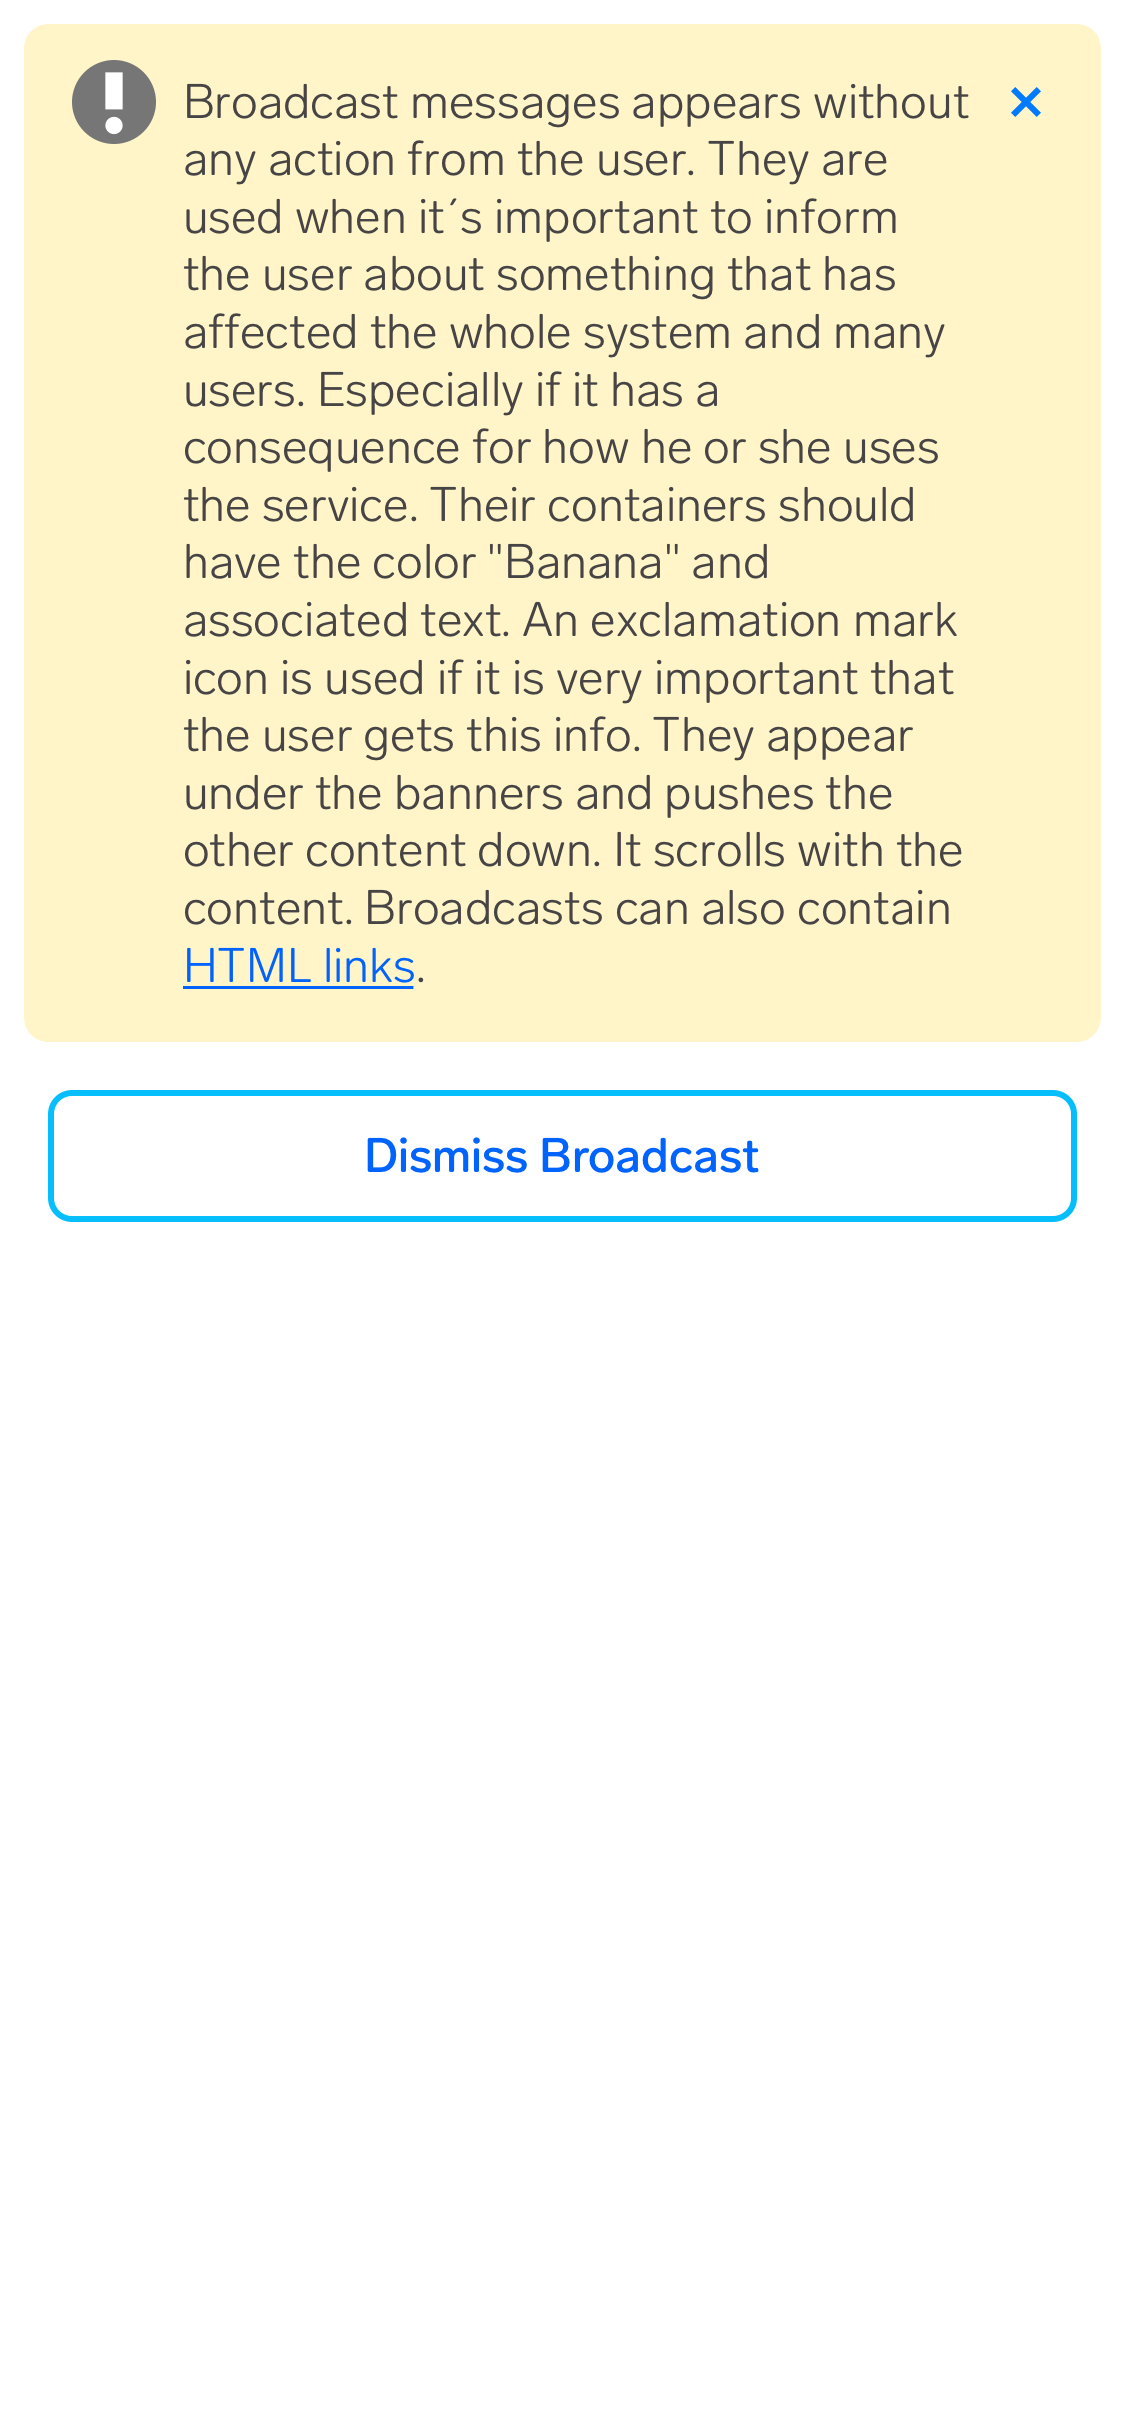 Broadcast messages appears without
any action from the user. They are
used when it´s important to inform
the user about something that has
affected the whole system and many
users. Especially if it has a
consequence for how he or she uses
the service. Their containers should
have the color "Banana" and
associated text. An exclamation mark
icon is used if it is very important that
the user gets this info. They appear
under the banners and pushes the
other content down. It scrolls with the
content. Broadcasts can also contain
HTML links.
Dismiss Broadcast